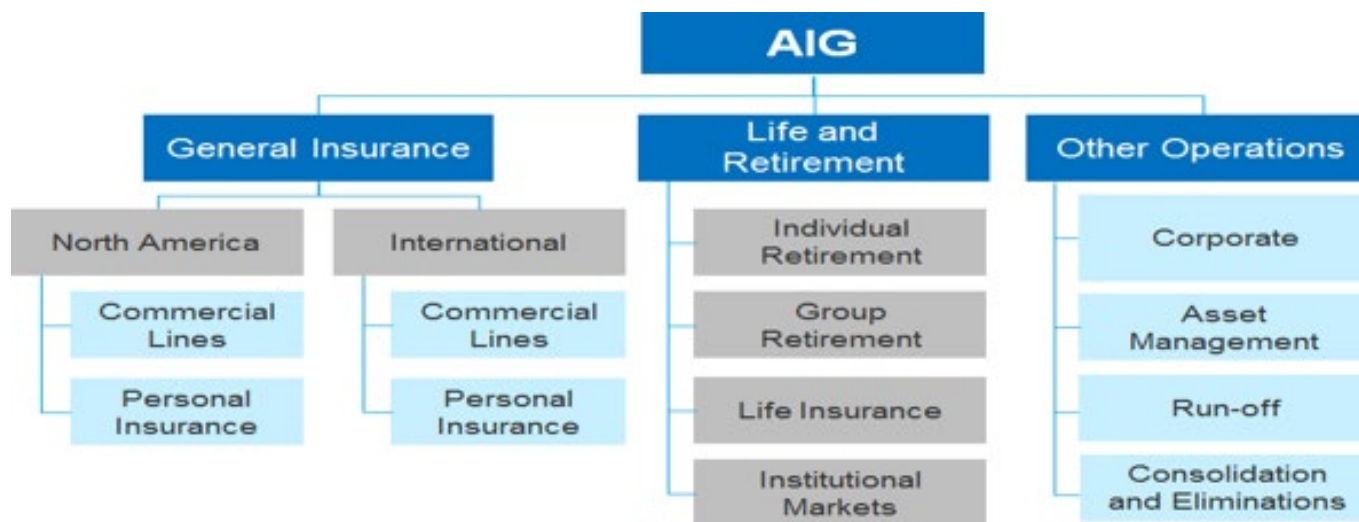 AIG
General Insurance
Life and
Retirement
Other Operations
North America
International
Commercial
Lines
Personal
Insurance
Commercial
Lines
Personal
Insurance
Individual
Retirement
Group
Retirement
Life Insurance
Institutional
Markets
Corporate
Asset
Management
Run-off
Consolidation
and Eliminations